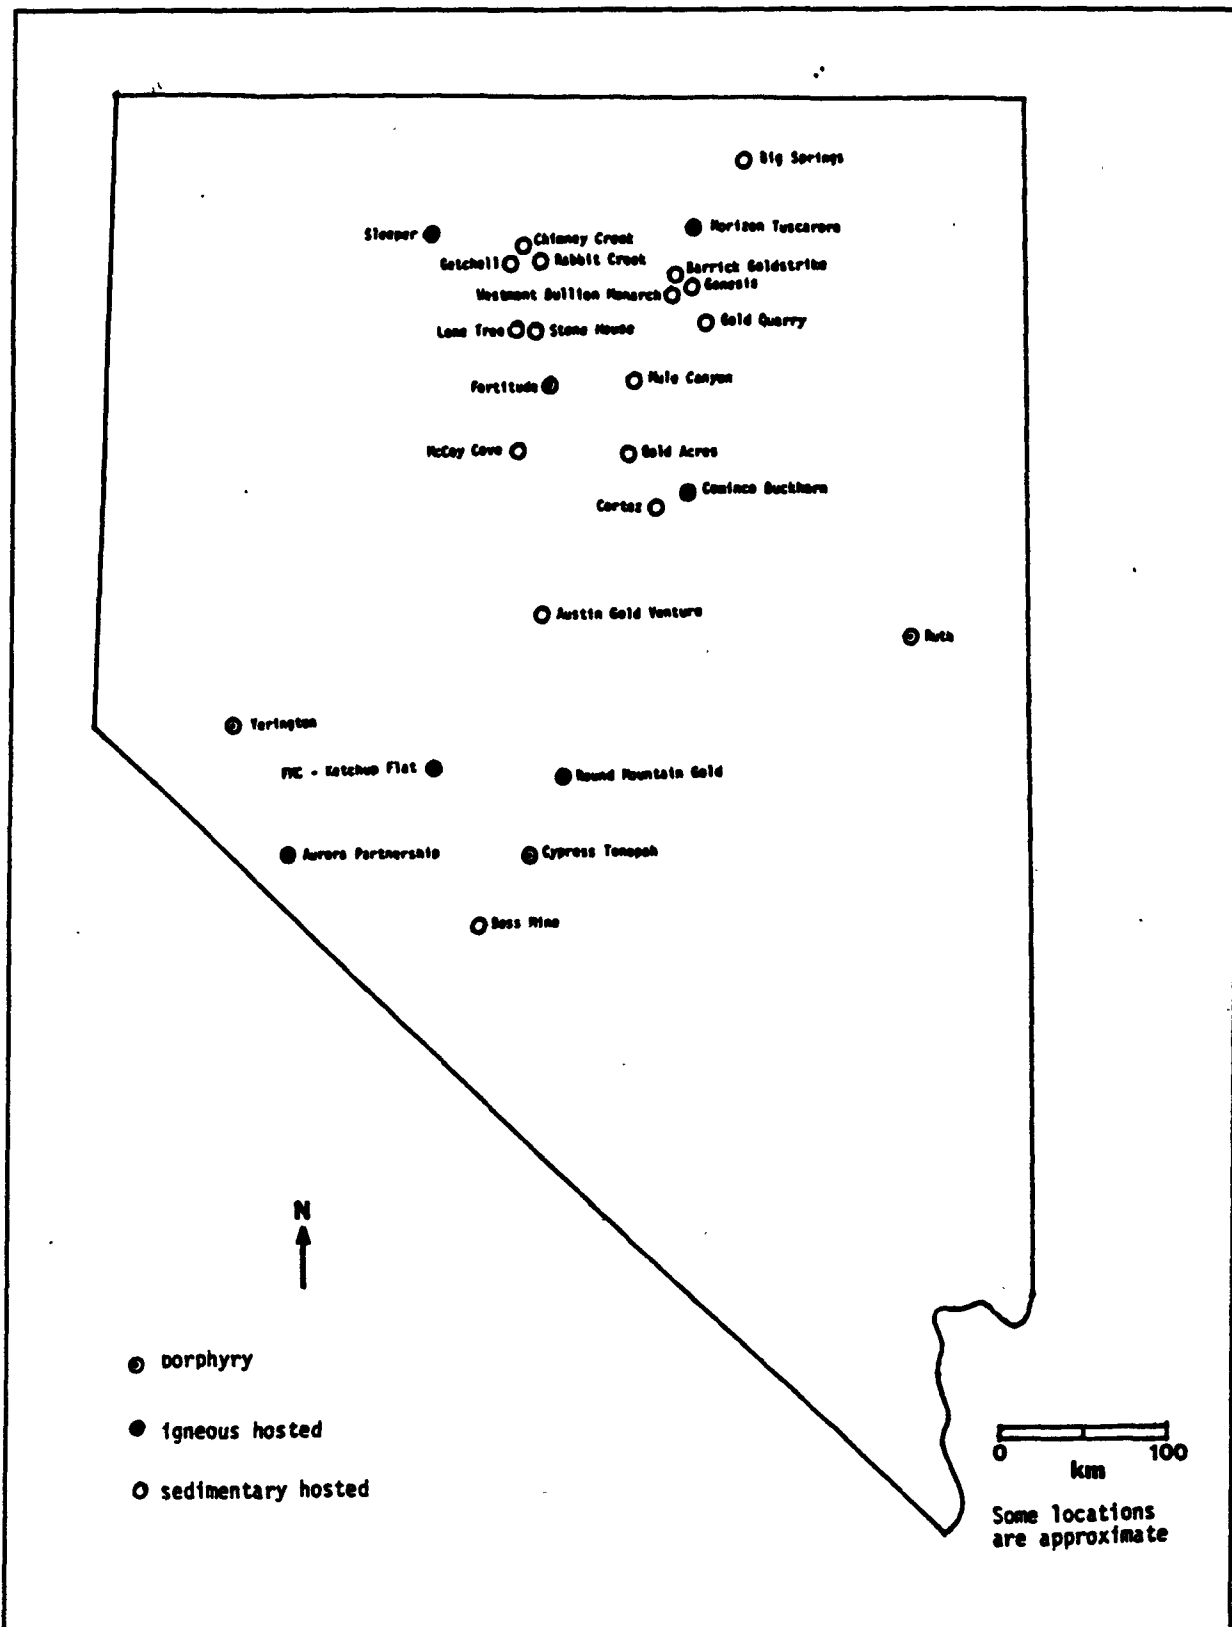 Big Springs
Sleeper
Horizon Tuscarora
Chimney Creek
Getchell
Rabbit Creek
Barrick Goldstrike
Genesis
Westmont Bullion Monarch
Gold Quarry
Lone Tree
Stone House
Fortitude
Mule Canyon
McCoy Cove
Gold Acres
Cominco Buckhorn
Cortez
Austin Gold Venture
Ruth
Yerington
FMC - Ketchup Flat
Round Mountain Gold
Aurora Partnership
Cypress Tonopah
Boss Mine
N
porphyry
igneous hosted
sedimentary hosted
0 100
km
Some locations
are approximate